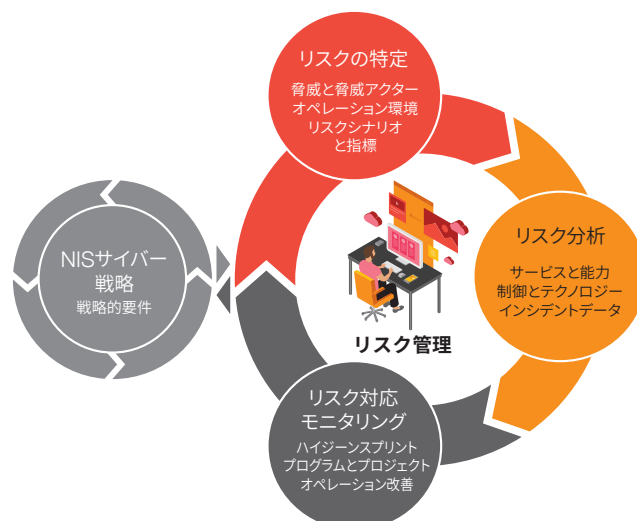 リスクの特定
脅威と脅威アクター
オペレーション環境
リスクシナリオ
と指標
NISサイバー
戦略
戦略的要件
リスク分析
サービスと能力
制御とテクノロジー
インシデントデータ
リスク管理
リスク対応
モニタリング
ハイジーンスプリント
プログラムとプロジェクト
オペレーション改善